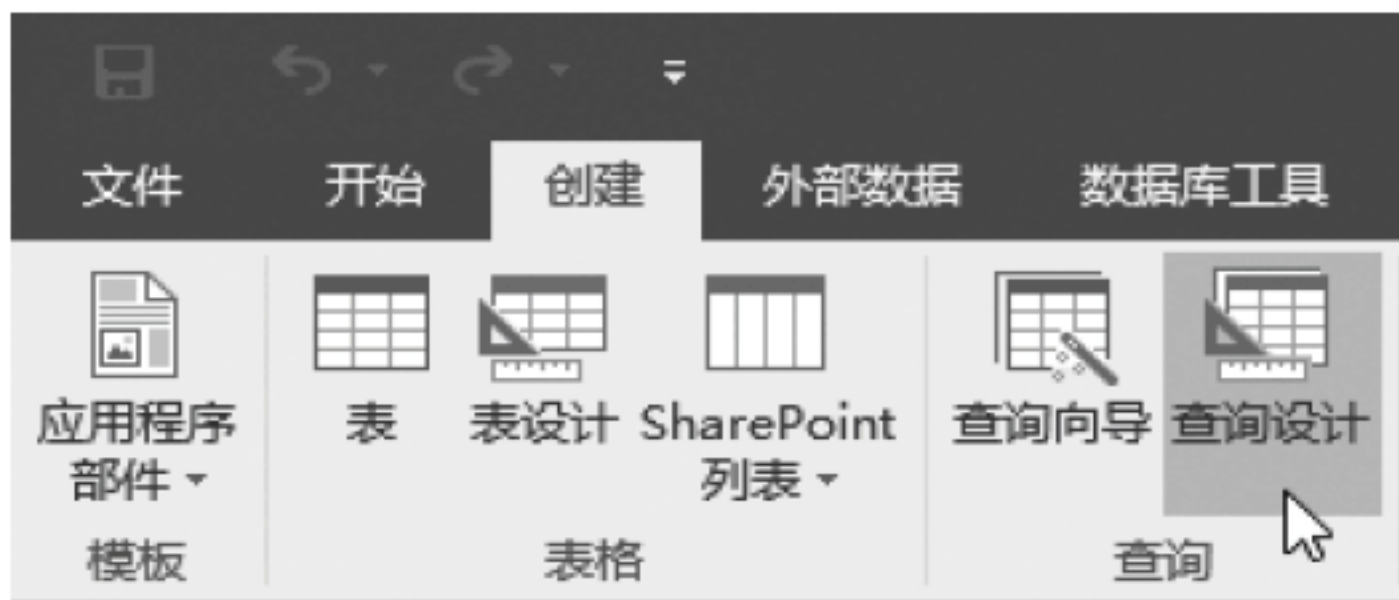 文件 开始 创建 外部数据 数据库工具
应用程序 表 表设计 SharePoint 查询向导 查询设计
部件 列表
模板 表格 查询